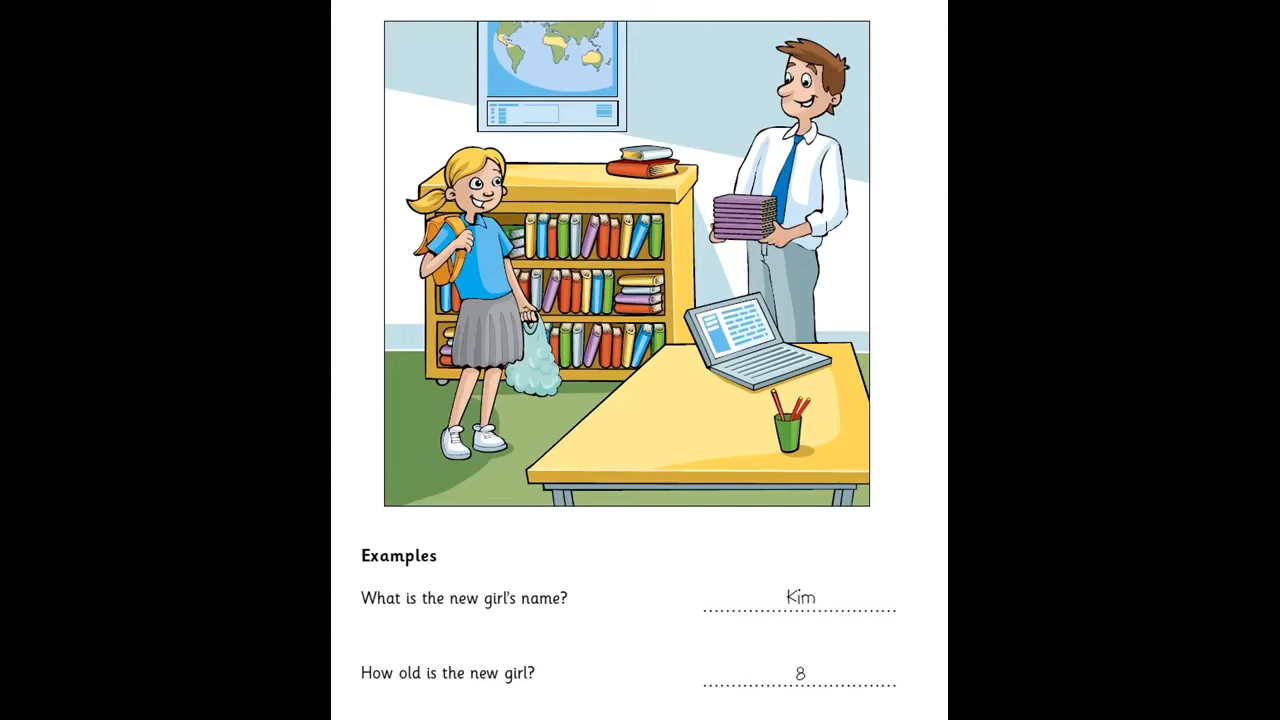 Examples
What is the new girl's name? Kim
How old is the new girl? 8